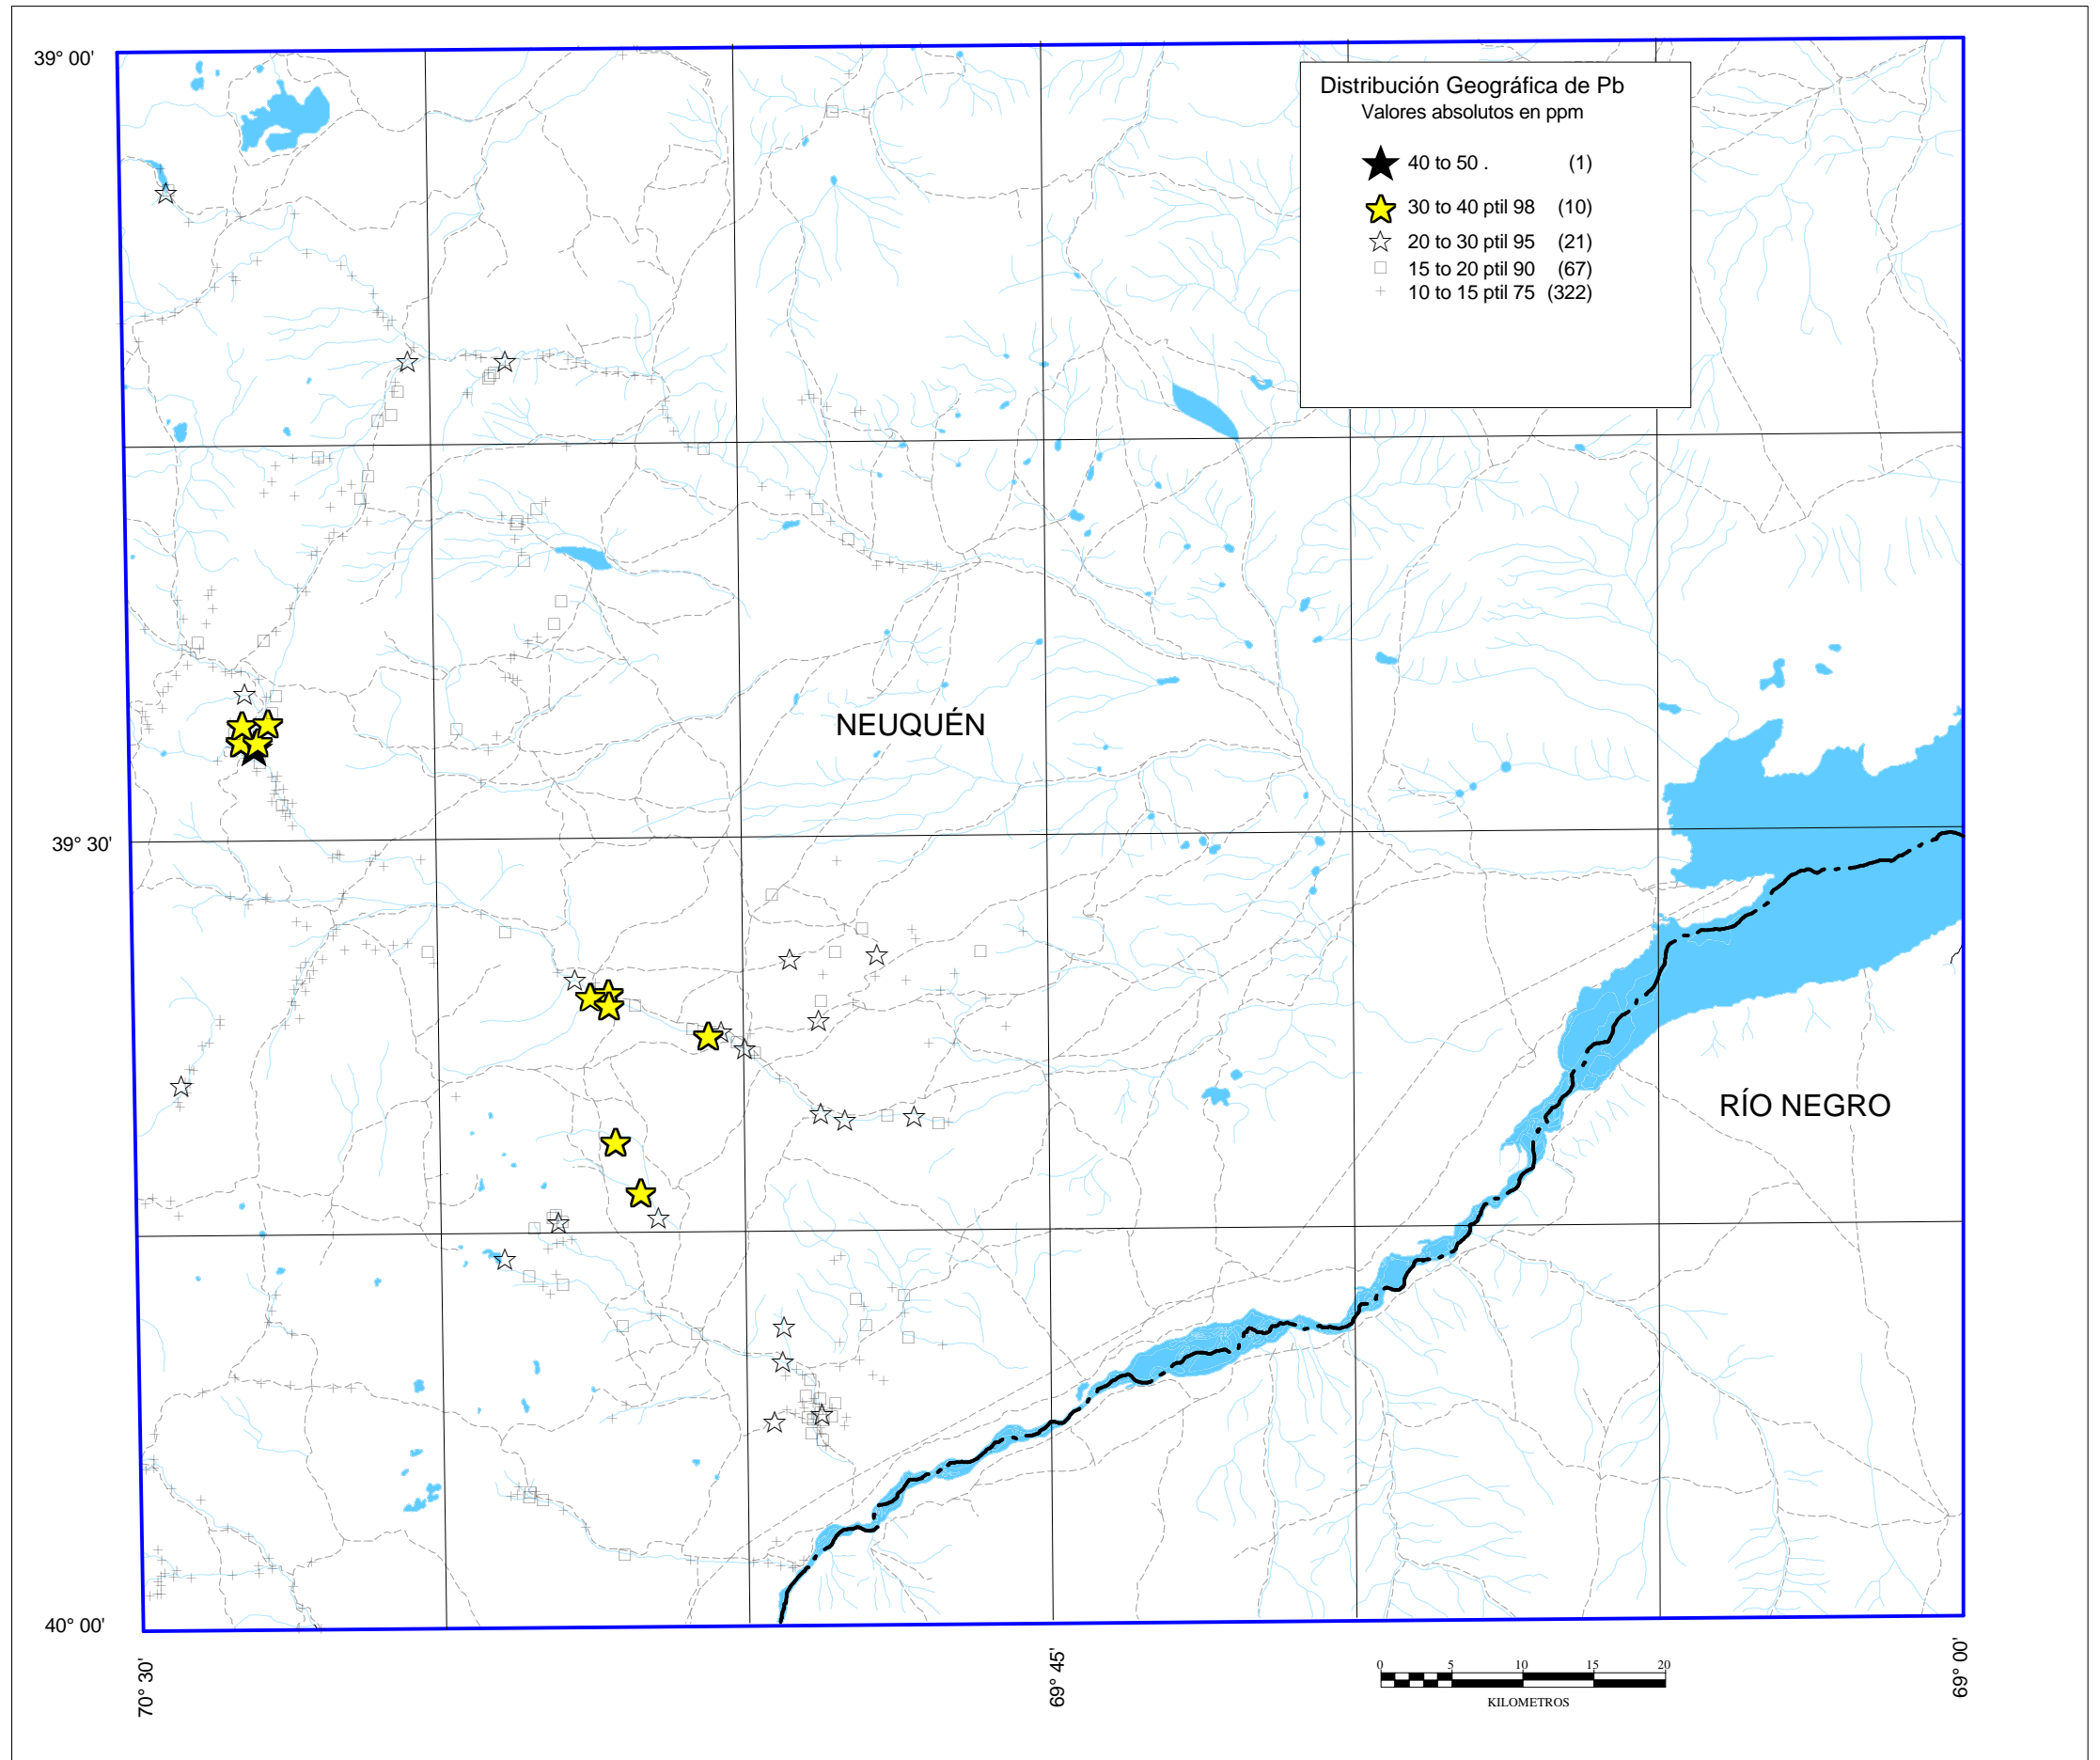 39° 00'
Distribución Geográfica de Pb
Valores absolutos en ppm
40 to 50 . (1)
30 to 40 ptil 98 (10)
20 to 30 ptil 95 (21)
15 to 20 ptil 90 (67)
10 to 15 ptil 75 (322)
NEUQUÉN
39° 30'
RÍO NEGRO
40° 00'
70° 30'
69° 45'
69° 00'
0 5 10 15 20
KILOMETROS